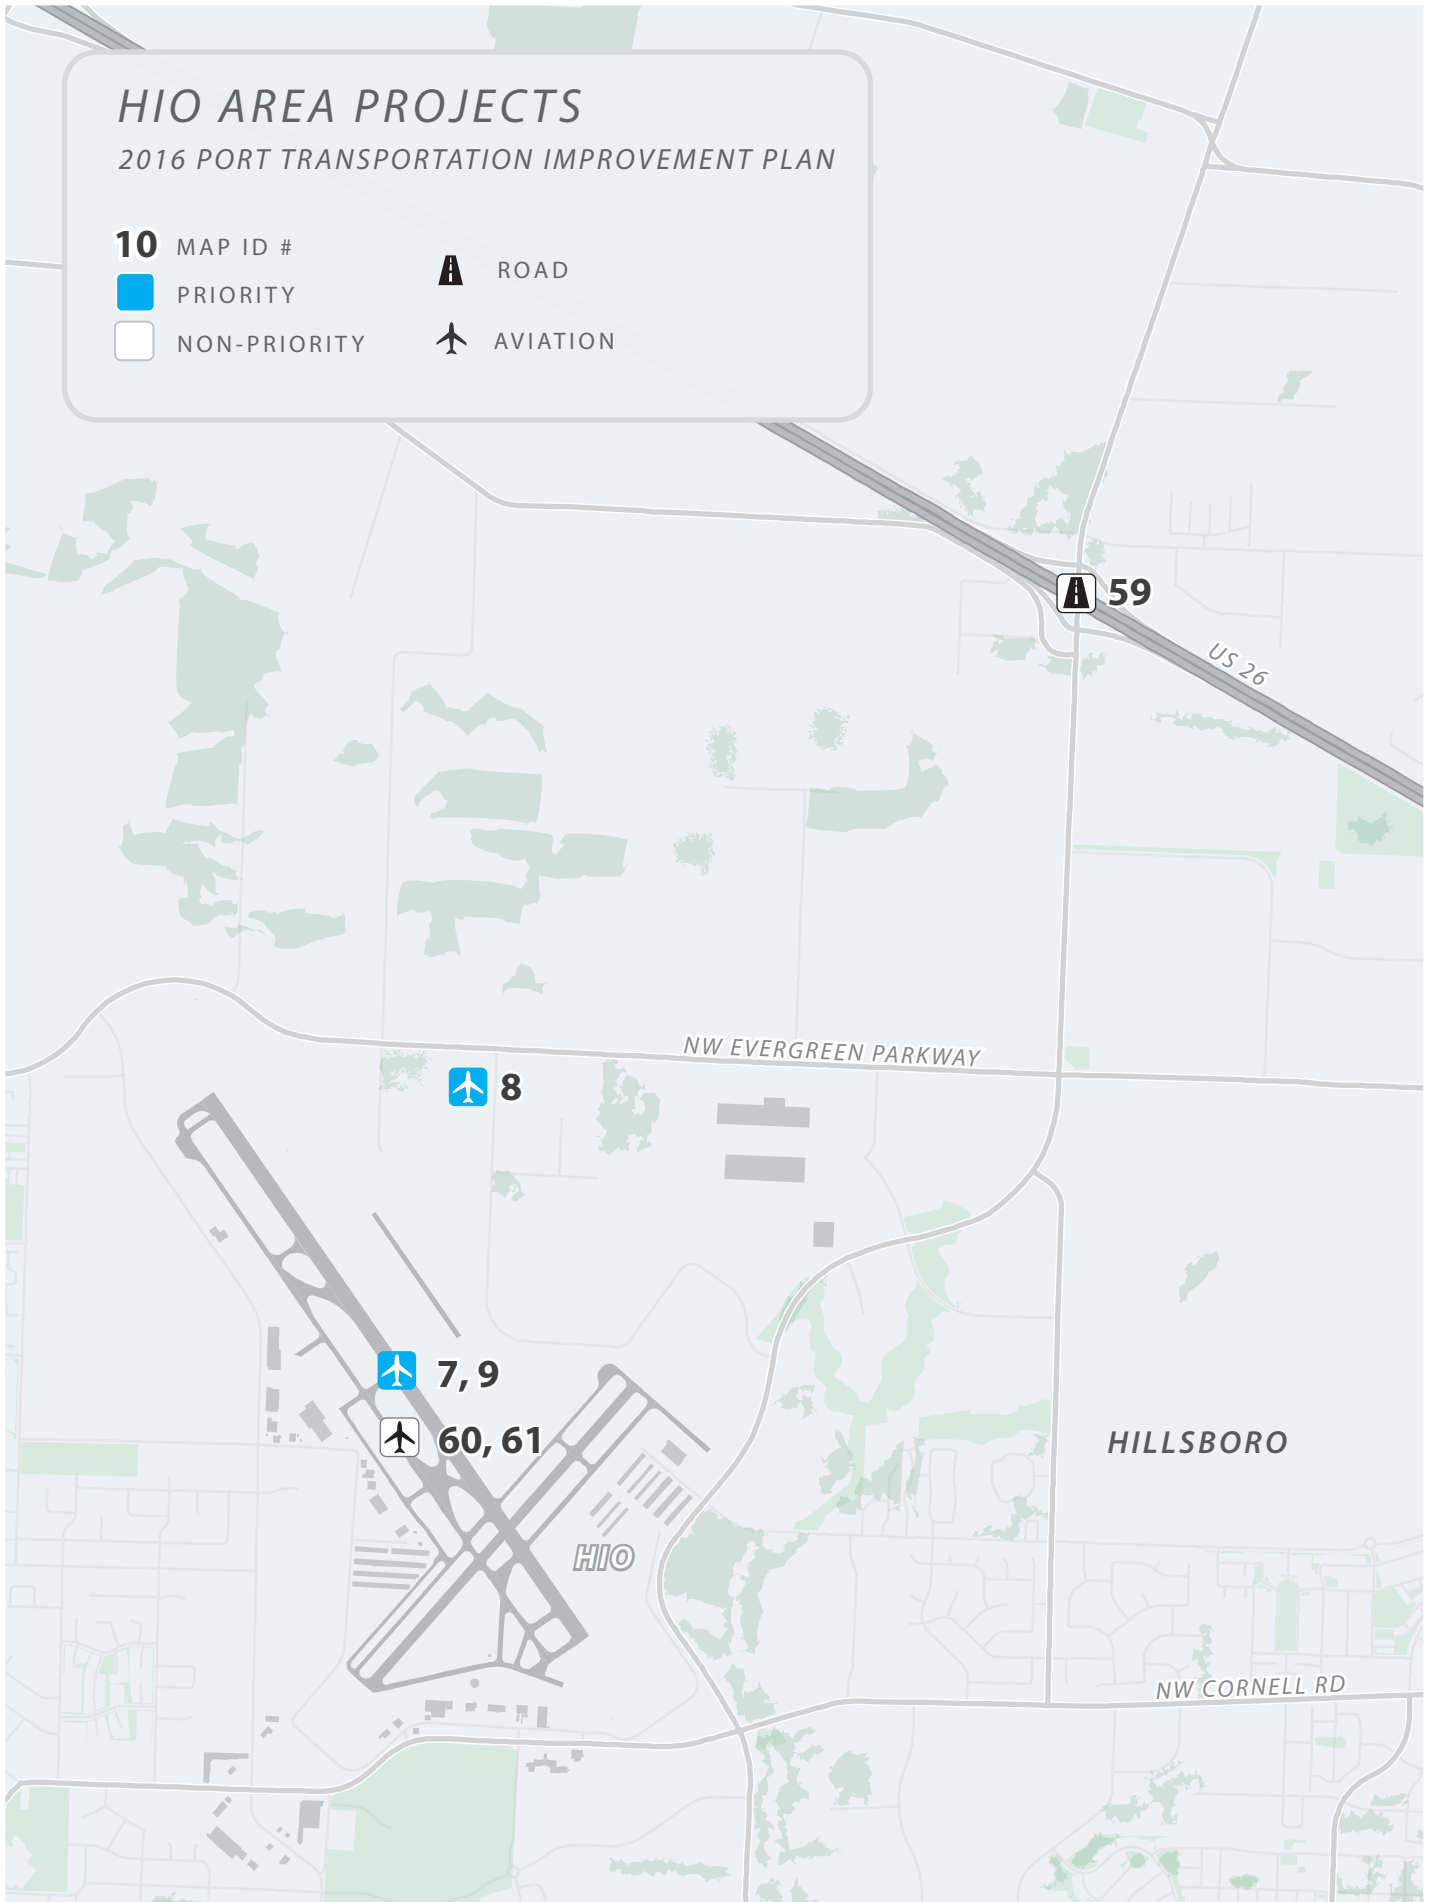 HIO AREA PROJECTS
2016 PORT TRANSPORTATION IMPROVEMENT PLAN
10 MAP ID #
PRIORITY
NON-PRIORITY
ROAD
AVIATION
59
US 26
NW EVERGREEN PARKWAY
8
7, 9
60, 61
HILLSBORO
HIO
NW CORNELL RD